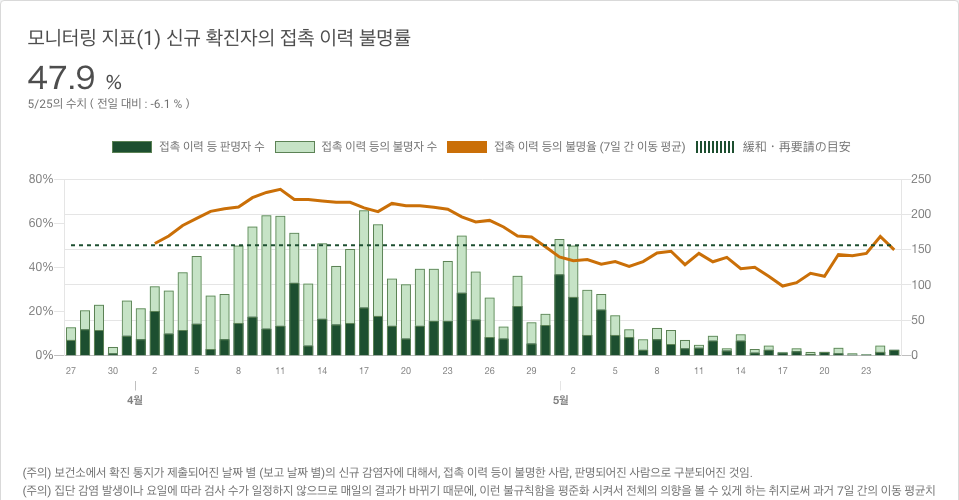 모니터링 지표(1) 신규 확진자의 접촉 이력 불명률
47.9 %
5/25의 수치 ( 전일 대비 : -6.1 % )
접촉 이력 등 판명자 수 접촉 이력 등의 불명자 수 접촉 이력 등의 불명율 (7일 간 이동 평균) 緩和・再要請の目安
80% 250
200
60%
150
40%
100
20%
50
0% 0
27 30 2 5 8 11 14 17 20 23 26 29 2 5 8 11 14 17 20 23
4월 5월
(주의) 보건소에서 확진 통지가 제출되어진 날짜 별 (보고 날짜 별)의 신규 감염자에 대해서, 접촉 이력 등이 불명한 사람, 판명되어진 사람으로 구분되어진 것임.
(주의) 집단 감염 발생이나 요일에 따라 검사 수가 일정하지 않으므로 매일의 결과가 바뀌기 때문에, 이런 불규칙함을 평준화 시켜서 전체의 의향을 볼 수 있게 하는 취지로써 과거 7일 간의 이동 평균치